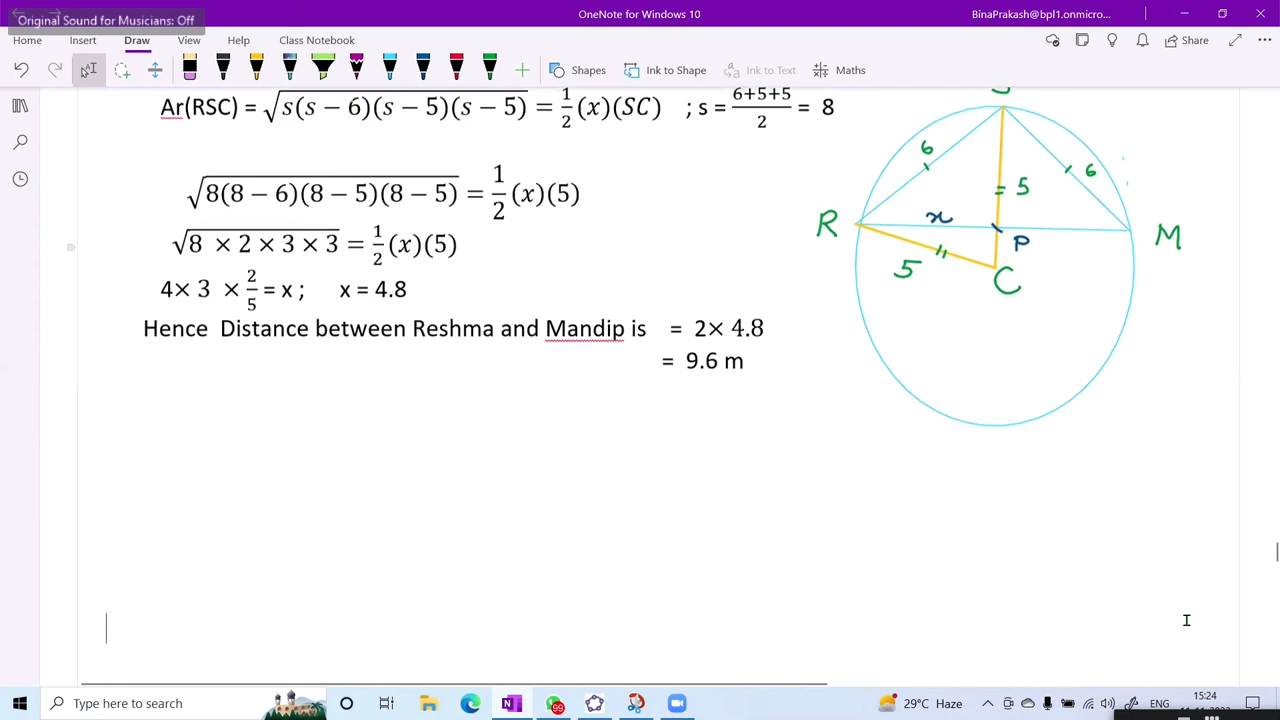 Original Sound for Musicians: Off
OneNote for Windows 10
BinaPrakash@bpl1.onmicro...
Home Insert Draw View Help Class Notebook
Share
Shapes Ink to Shape Ink to Text Maths
Ar(RSC) = √s(s − 6)(s − 5)(s − 5) = 1/2 (x)(SC) ; s = 6+5+5/2 = 8
√8(8 − 6)(8 − 5)(8 − 5) = 1/2 (x)(5)
√8 × 2 × 3 × 3 = 1/2 (x)(5)
4× 3 × 2/5 = x ; x = 4.8
Hence Distance between Reshma and Mandip is = 2× 4.8
= 9.6 m
6
6
5
R
x
P
M
5
C
Type here to search
99
29°C Haze
ENG
15:24